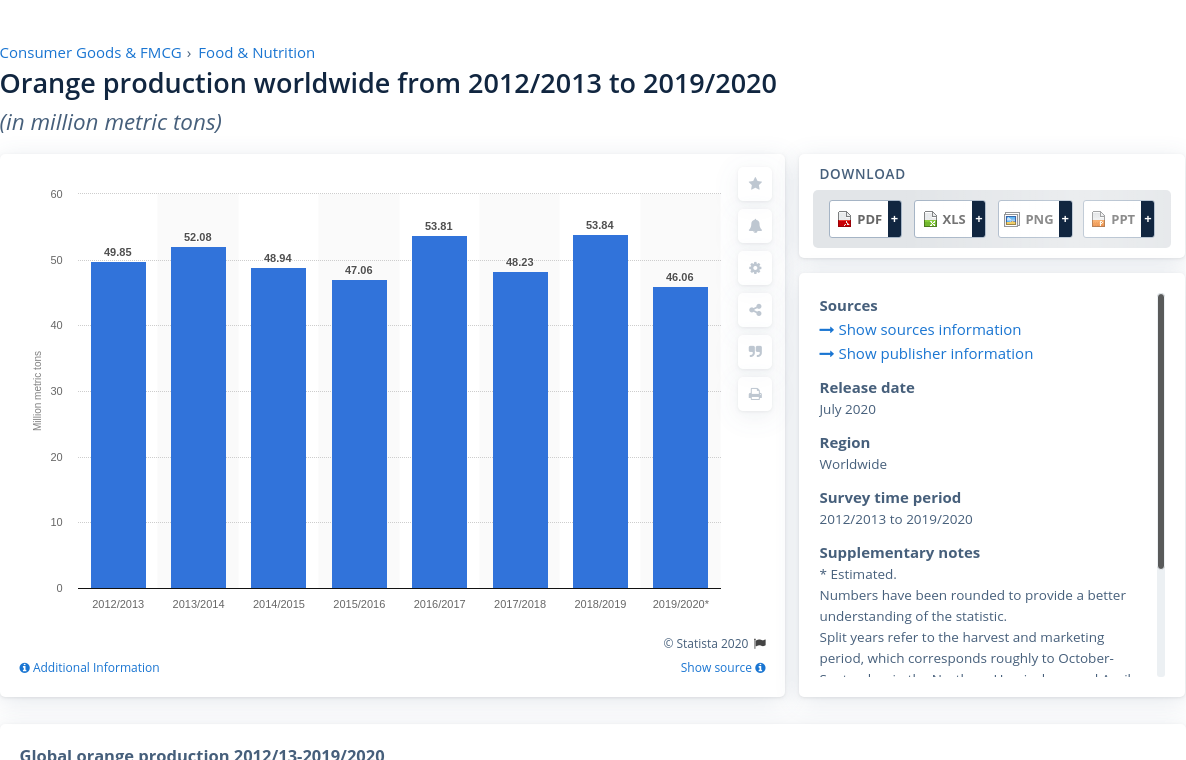 Consumer Goods & FMCG › Food & Nutrition
Orange production worldwide from 2012/2013 to 2019/2020
(in million metric tons)
60
50
40
30
20
10
0
Million metric tons
49.85
52.08
48.94
47.06
53.81
48.23
53.84
46.06
2012/2013
2013/2014
2014/2015
2015/2016
2016/2017
2017/2018
2018/2019
2019/2020*
© Statista 2020
Additional Information
Show source
DOWNLOAD
PDF +
XLS +
PNG +
PPT +
Sources
Show sources information
Show publisher information
Release date
July 2020
Region
Worldwide
Survey time period
2012/2013 to 2019/2020
Supplementary notes
* Estimated.
Numbers have been rounded to provide a better
understanding of the statistic.
Split years refer to the harvest and marketing
period, which corresponds roughly to October-
Global orange production 2012/13-2019/2020